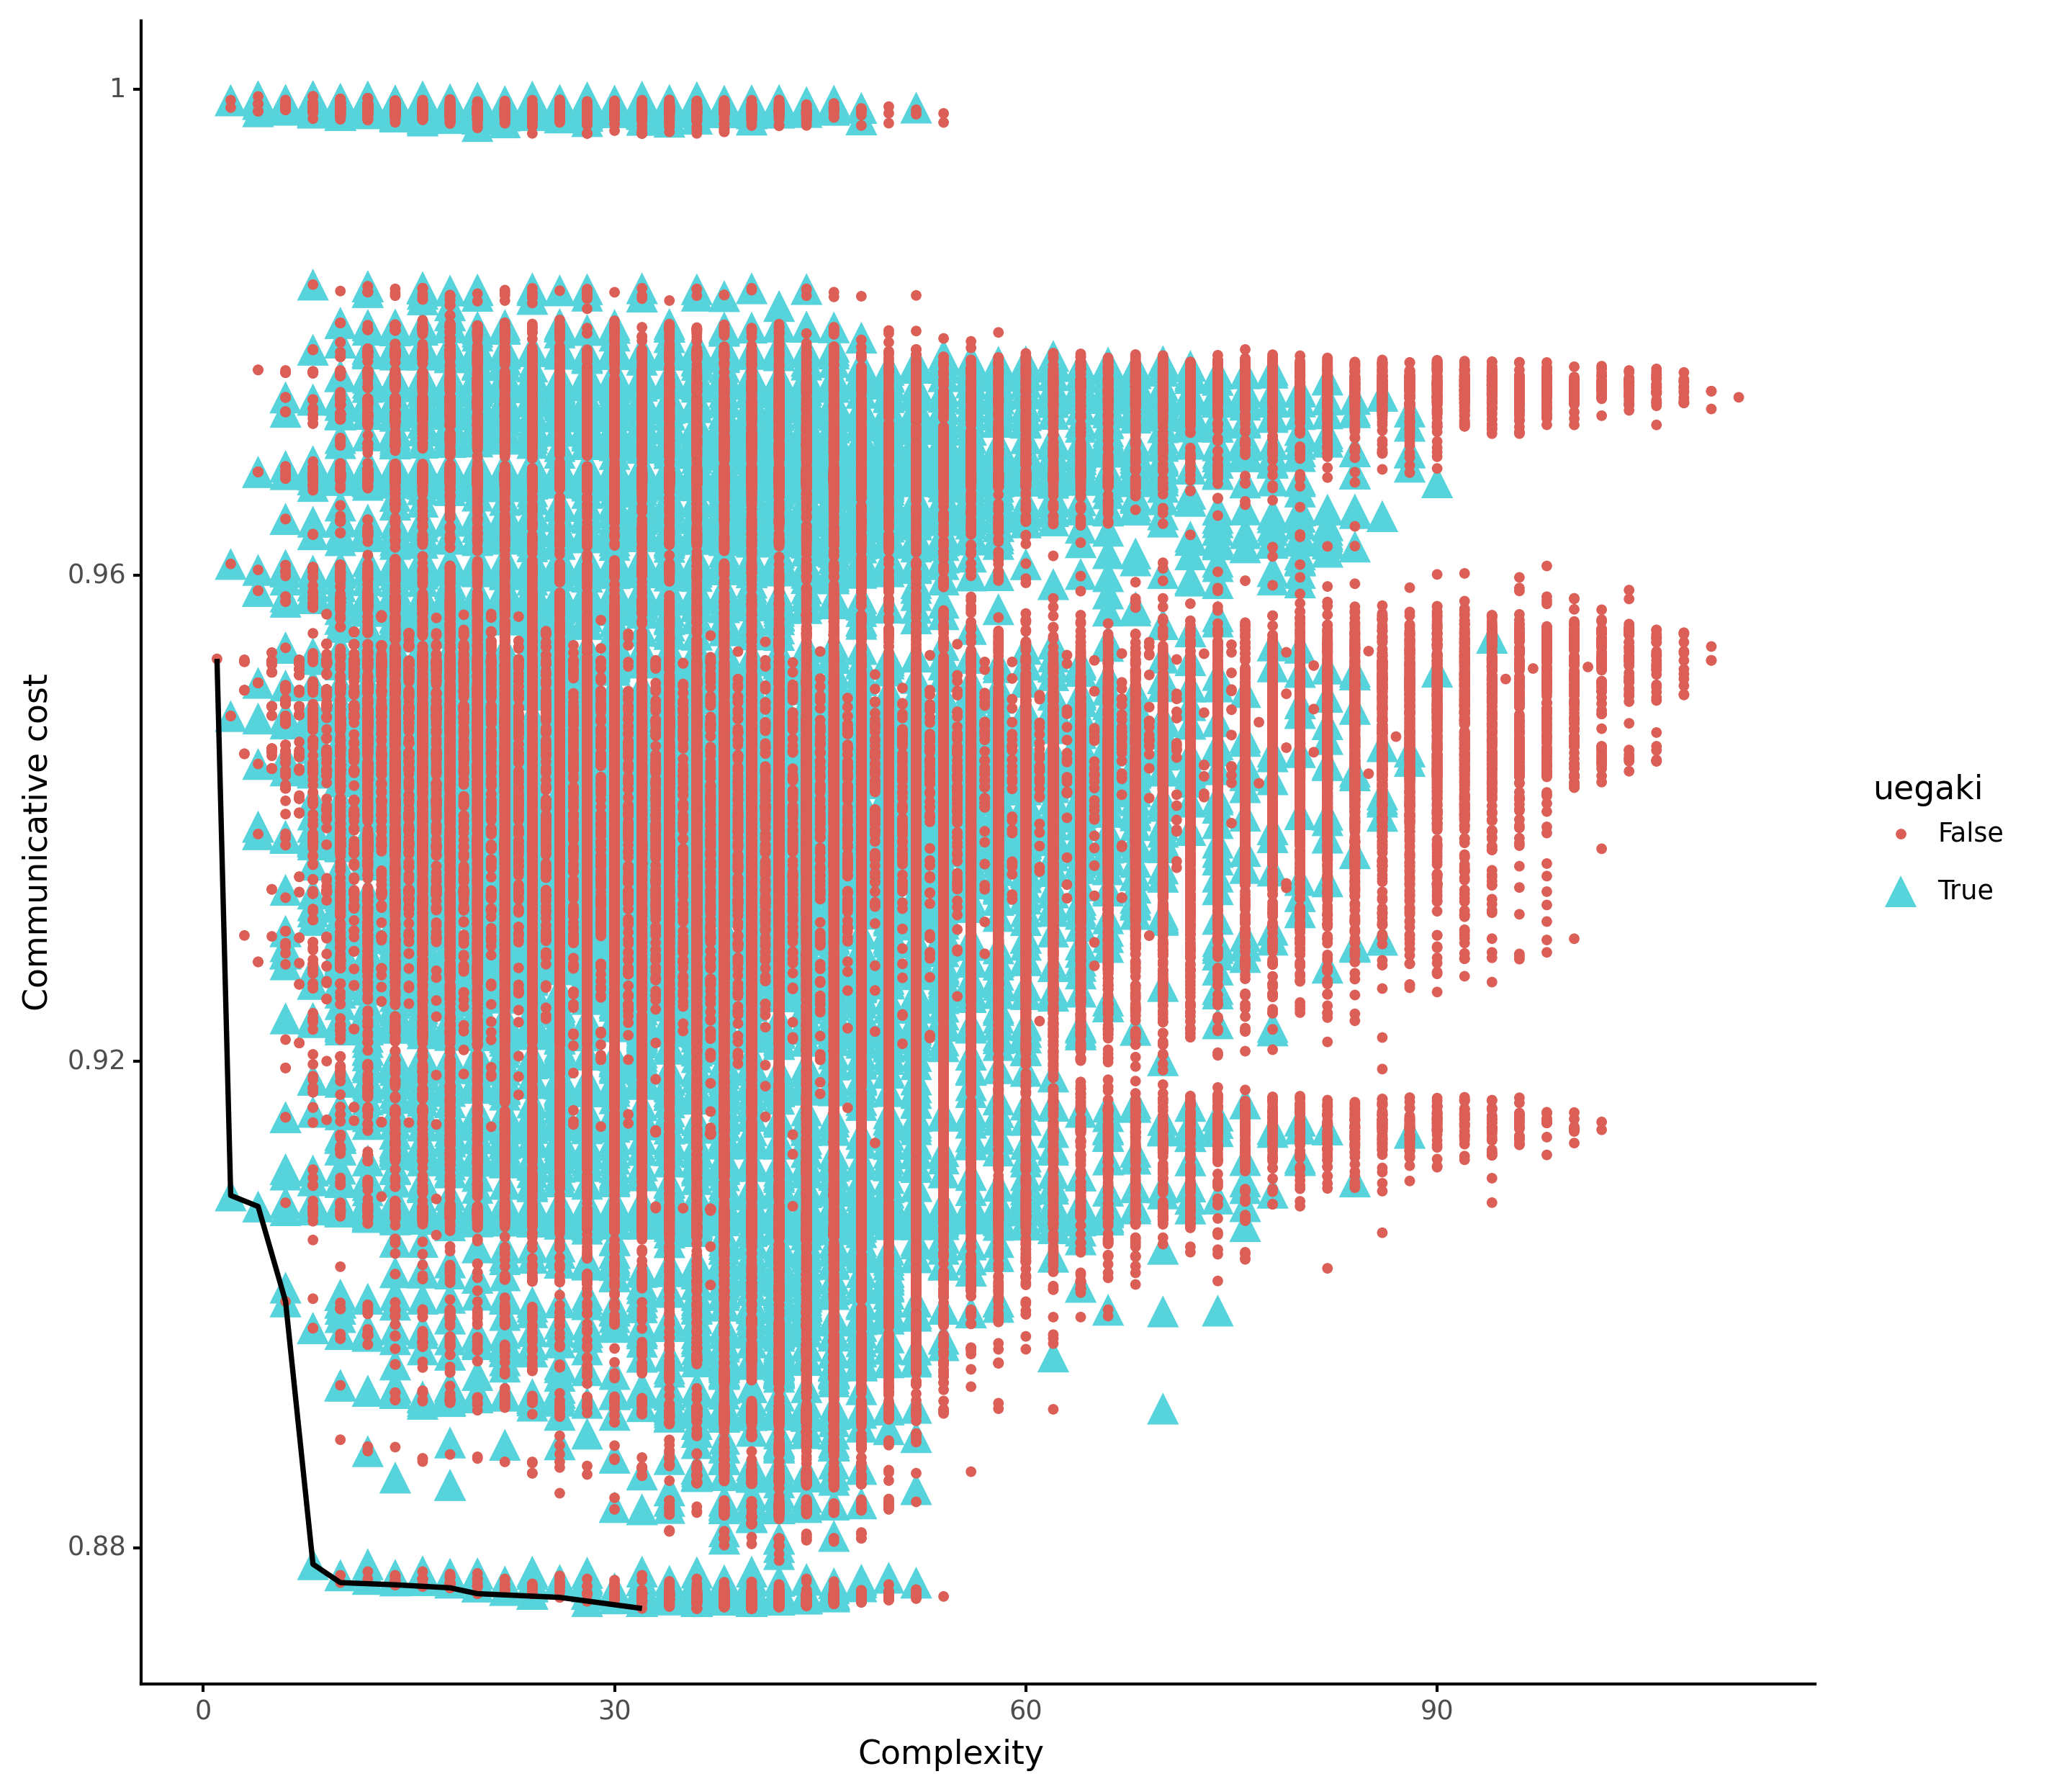 1
0.96
0.92
0.88
Communicative cost
0
30
60
90
Complexity
uegaki
False
True